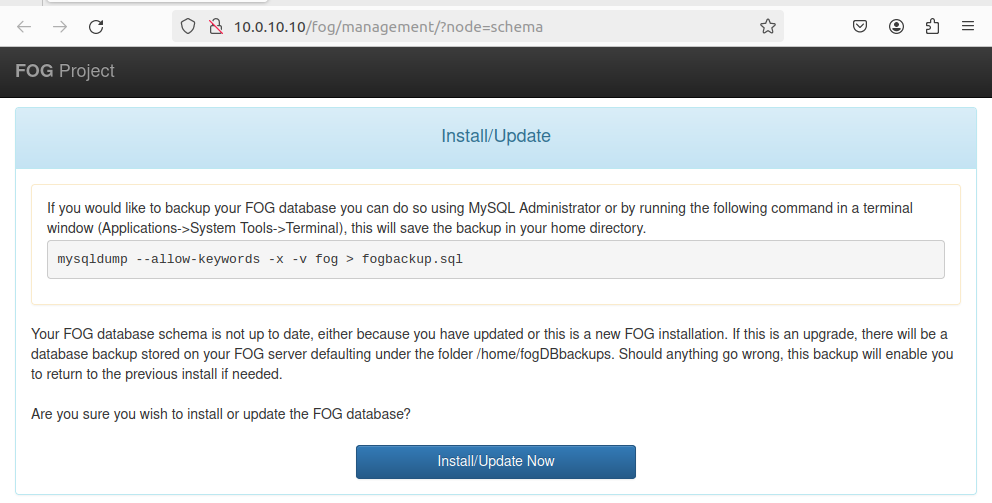 10.0.10.10/fog/management/?node=schema
FOG Project
Install/Update
If you would like to backup your FOG database you can do so using MySQL Administrator or by running the following command in a terminal
window (Applications->System Tools->Terminal), this will save the backup in your home directory.
mysqldump --allow-keywords -x -v fog > fogbackup.sql
Your FOG database schema is not up to date, either because you have updated or this is a new FOG installation. If this is an upgrade, there will be a
database backup stored on your FOG server defaulting under the folder /home/fogDBbackups. Should anything go wrong, this backup will enable you
to return to the previous install if needed.
Are you sure you wish to install or update the FOG database?
Install/Update Now